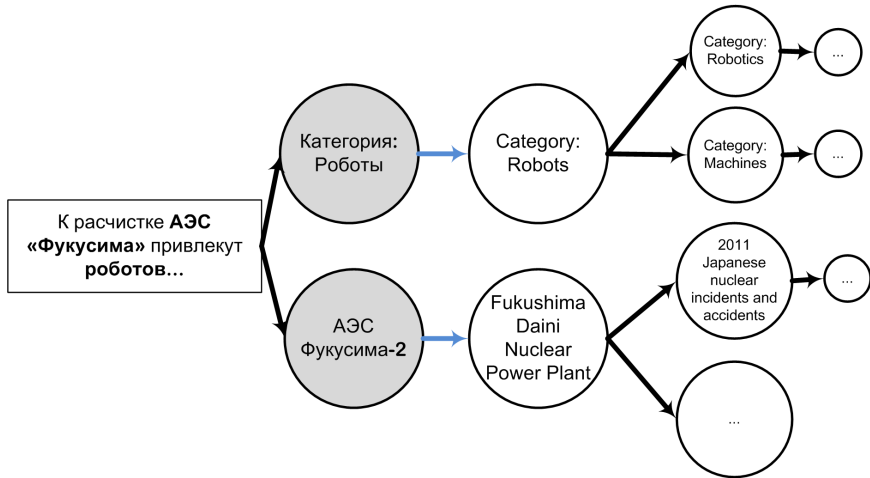 К расчистке АЭС
«Фукусима» привлекут
роботов...
Категория:
Роботы
Category:
Robots
Category:
Robotics
...
Category:
Machines
...
АЭС
Фукусима-2
Fukushima
Daini
Nuclear
Power Plant
2011
Japanese
nuclear
incidents and
accidents
...
...